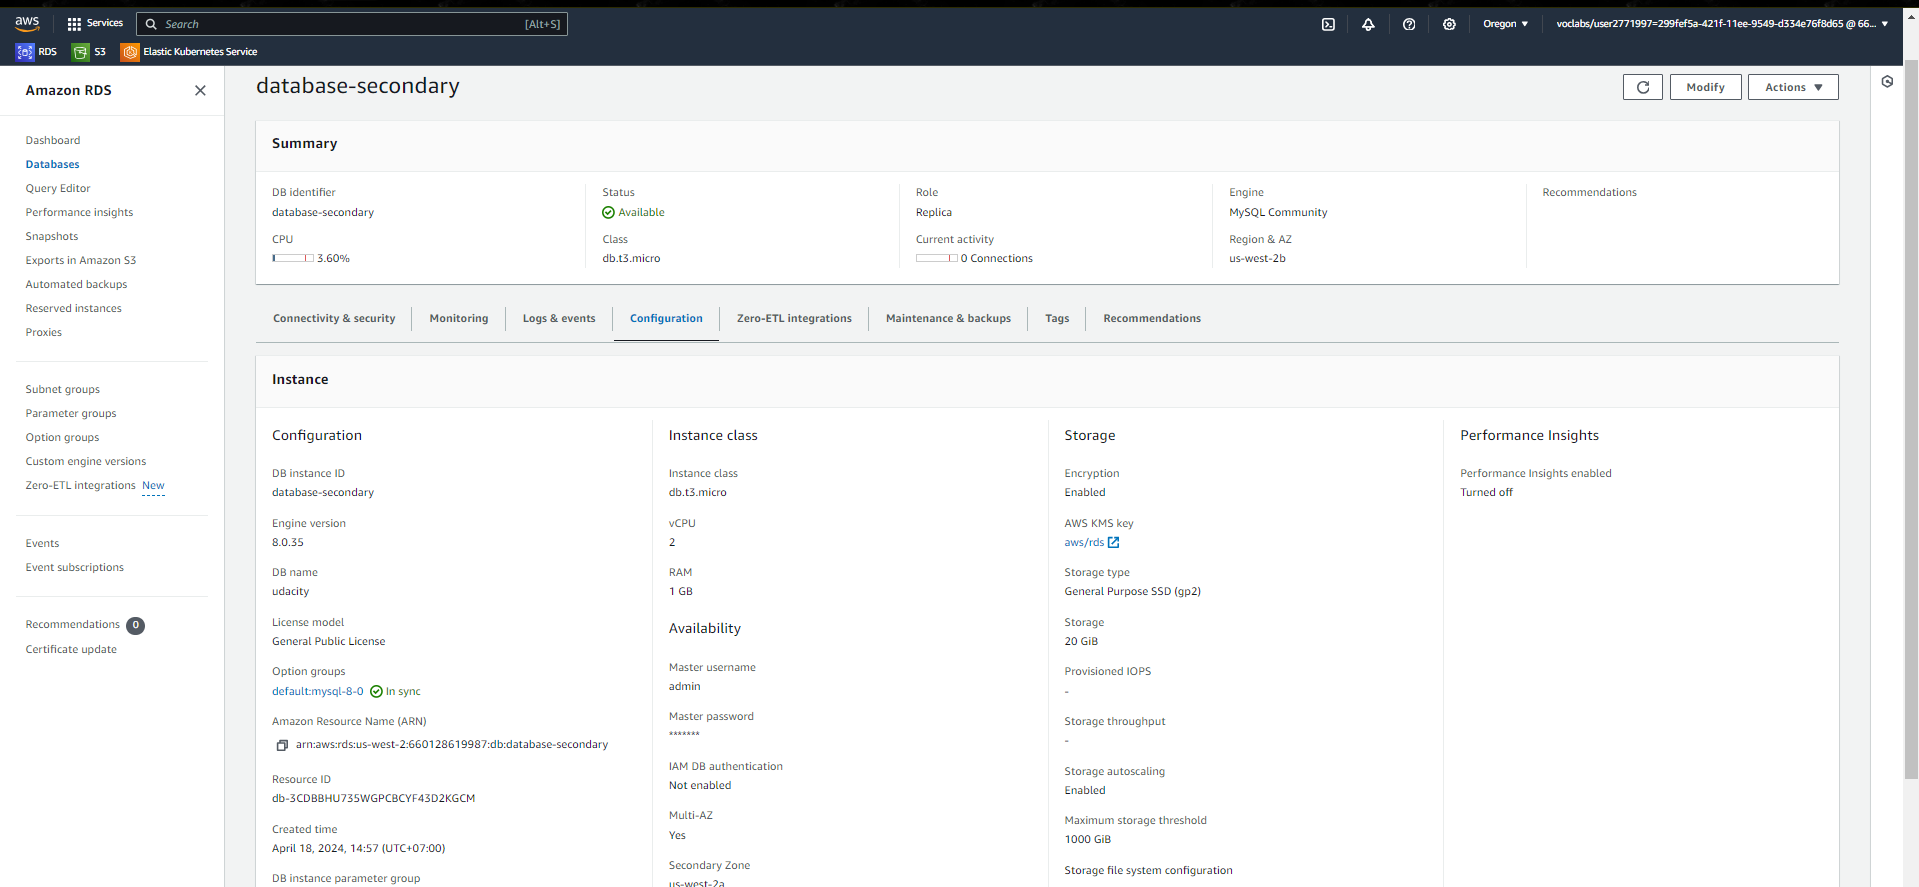 aws
Services
Search
[Alt+S]
Oregon
voclabs/user2771997=299fef5a-421f-11ee-9549-d334e76f8d65 @ 66...
RDS
S3
Elastic Kubernetes Service
Amazon RDS
Dashboard
Databases
Query Editor
Performance insights
Snapshots
Exports in Amazon S3
Automated backups
Reserved instances
Proxies
Subnet groups
Parameter groups
Option groups
Custom engine versions
Zero-ETL integrations New
Events
Event subscriptions
Recommendations 0
Certificate update
database-secondary
Modify
Actions
Summary
DB identifier
database-secondary
CPU
3.60%
Status
Available
Class
db.t3.micro
Role
Replica
Current activity
0 Connections
Engine
MySQL Community
Region & AZ
us-west-2b
Recommendations
Connectivity & security
Monitoring
Logs & events
Configuration
Zero-ETL integrations
Maintenance & backups
Tags
Recommendations
Instance
Configuration
DB instance ID
database-secondary
Engine version
8.0.35
DB name
udacity
License model
General Public License
Option groups
default:mysql-8-0 In sync
Amazon Resource Name (ARN)
arn:aws:rds:us-west-2:660128619987:db:database-secondary
Resource ID
db-3CDBBHU735WGPCBCYF43D2KGCM
Created time
April 18, 2024, 14:57 (UTC+07:00)
DB instance parameter group
Instance class
Instance class
db.t3.micro
vCPU
2
RAM
1 GB
Availability
Master username
admin
Master password
*******
IAM DB authentication
Not enabled
Multi-AZ
Yes
Secondary Zone
us-west-2a
Storage
Encryption
Enabled
AWS KMS key
aws/rds
Storage type
General Purpose SSD (gp2)
Storage
20 GiB
Provisioned IOPS
-
Storage throughput
-
Storage autoscaling
Enabled
Maximum storage threshold
1000 GiB
Storage file system configuration
Performance Insights
Performance Insights enabled
Turned off